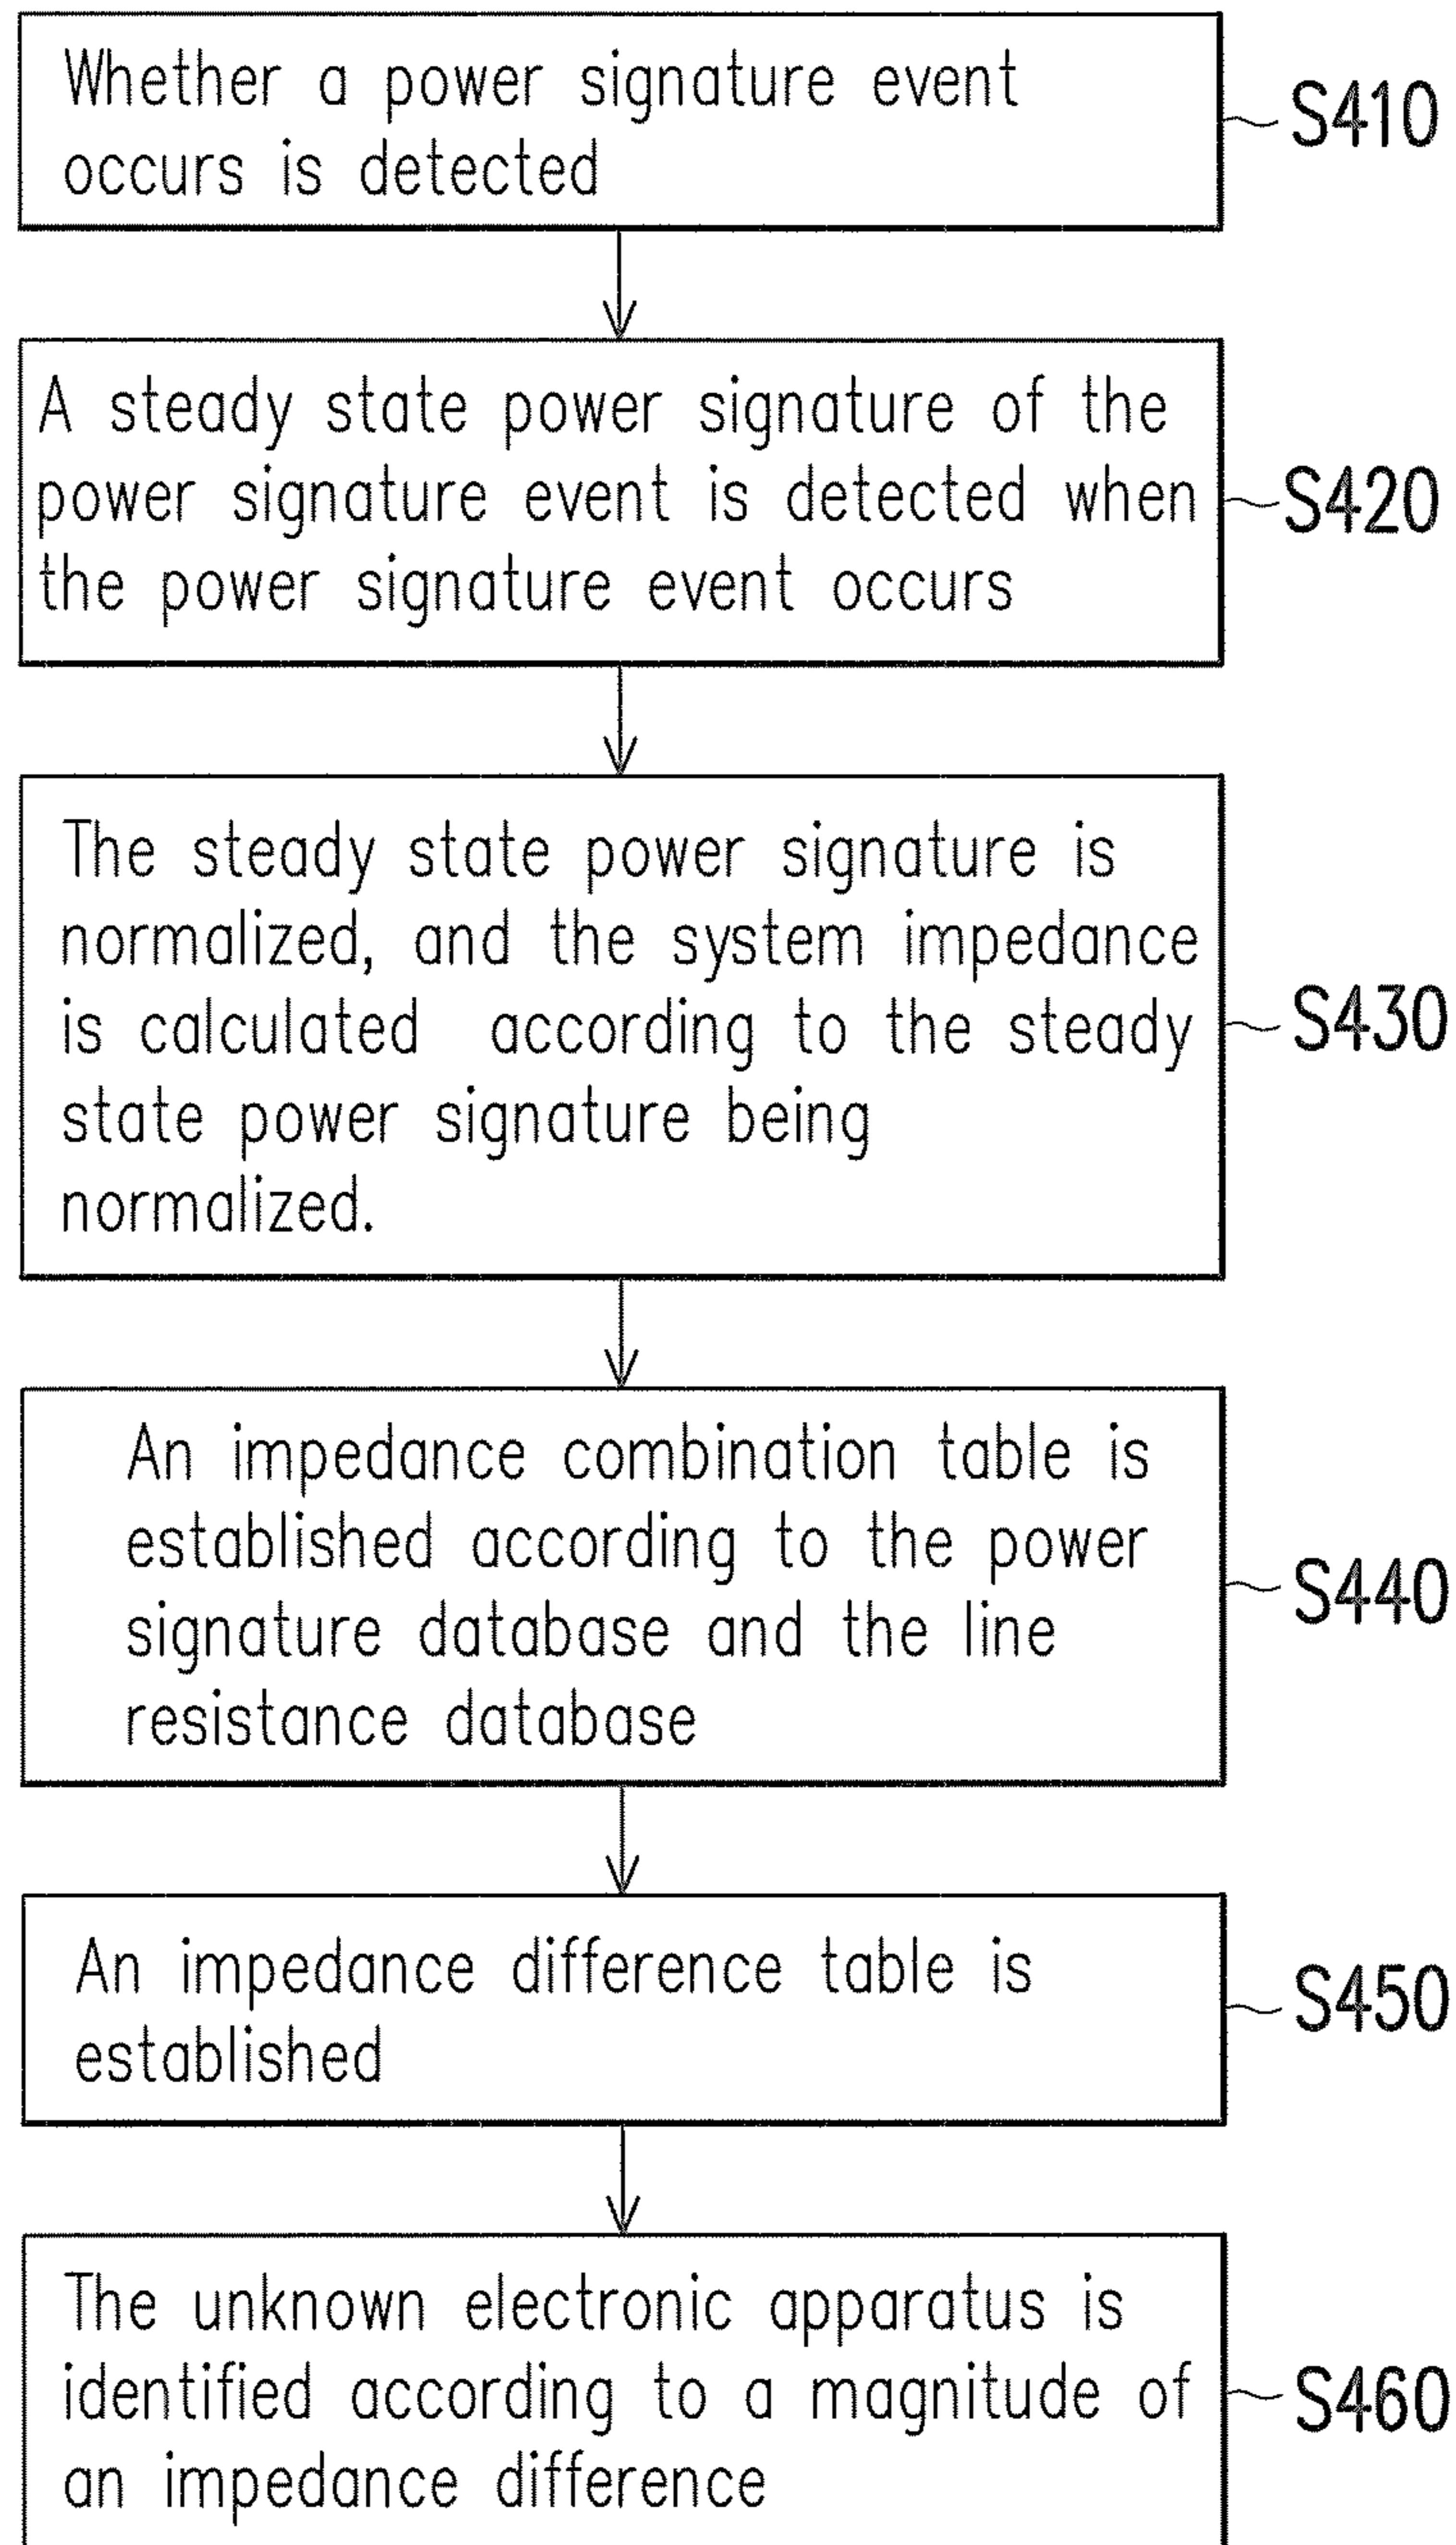 Whether a power signature event
occurs is detected
S410
A steady state power signature of the
power signature event is detected when
the power signature event occurs
S420
The steady state power signature is
normalized, and the system impedance
is calculated according to the steady
state power signature being
normalized.
S430
An impedance combination table is
established according to the power
signature database and the line
resistance database
S440
An impedance difference table is
established
S450
The unknown electronic apparatus is
identified according to a magnitude of
an impedance difference
S460